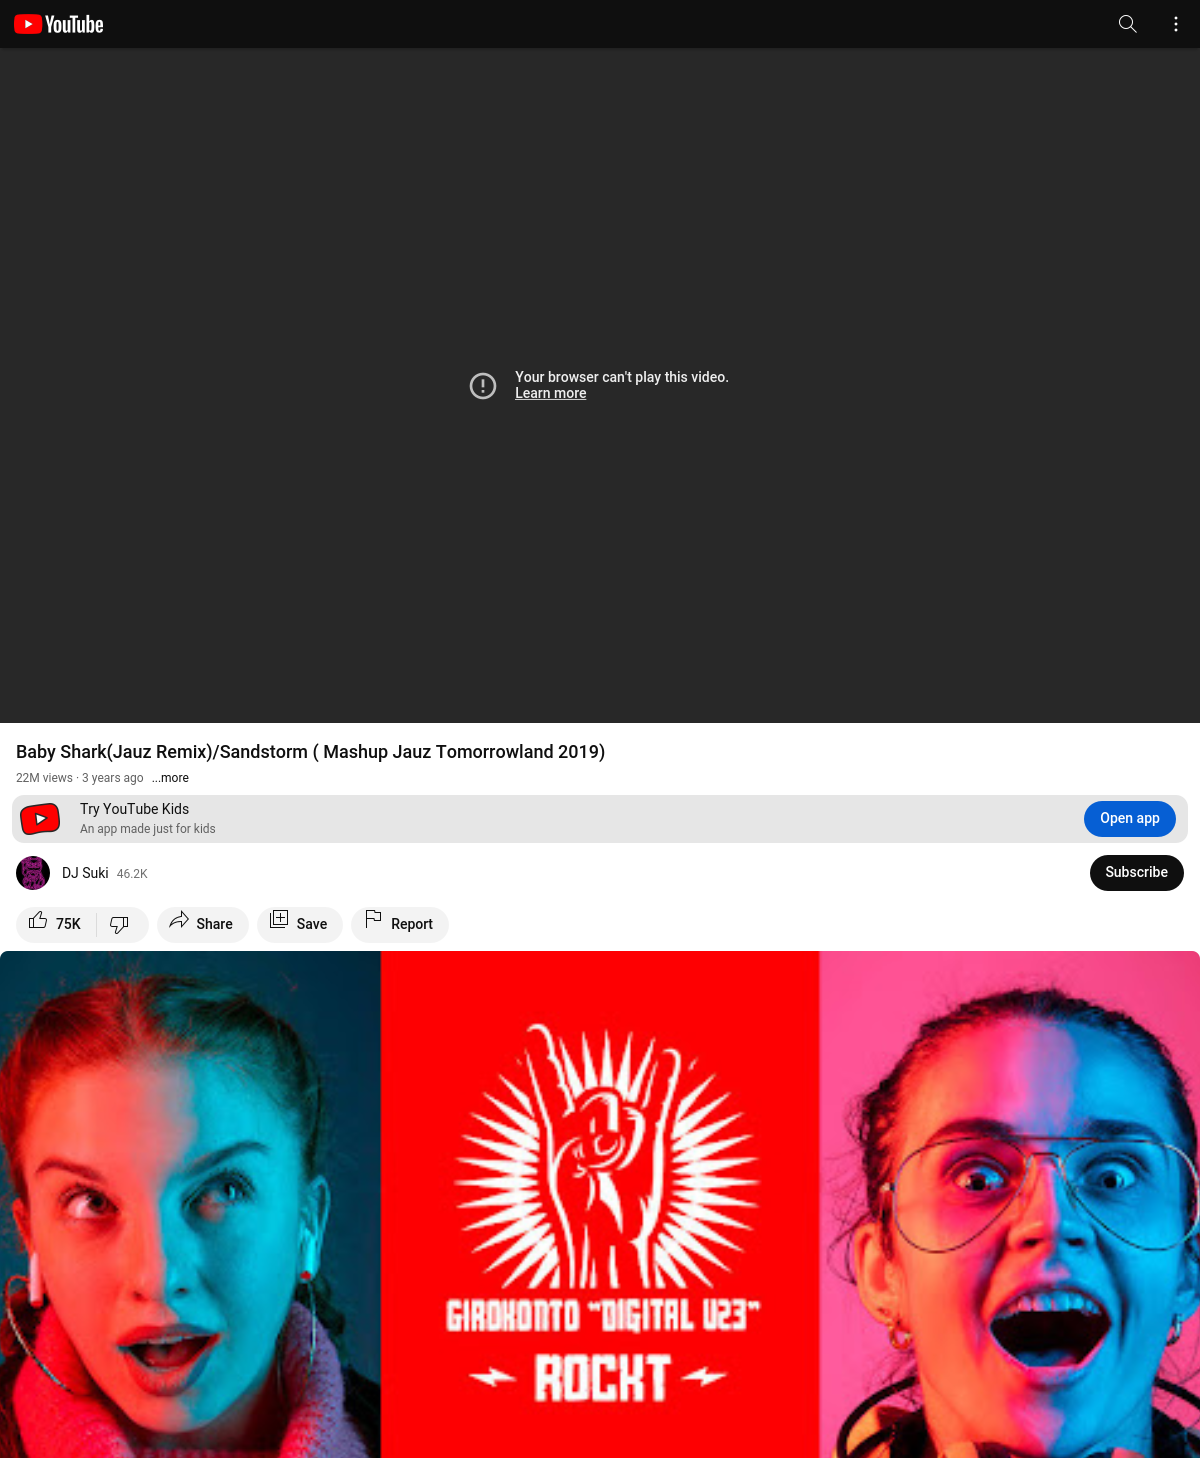 YouTube
Your browser can't play this video.
Learn more
Baby Shark(Jauz Remix)/Sandstorm ( Mashup Jauz Tomorrowland 2019)
22M views · 3 years ago ...more
Try YouTube Kids
An app made just for kids
Open app
DJ Suki 46.2K
Subscribe
75K
Share
Save
Report
GIROKONTO "DIGITAL U23"
ROCKT